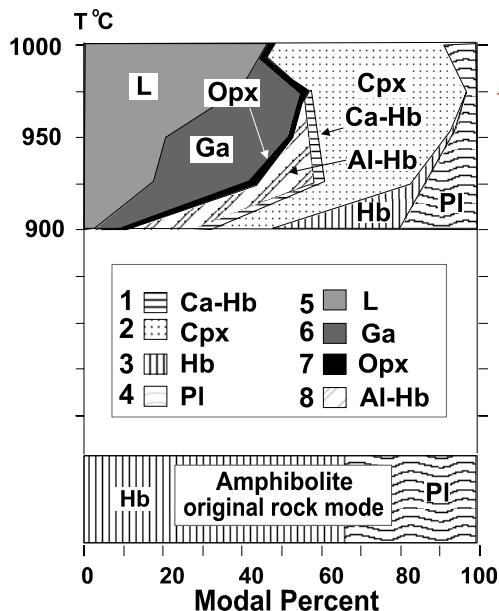 T °C
1000
950
900
L
Opx
Ga
Cpx
Ca-Hb
Al-Hb
Hb
Pl
1 Ca-Hb
2 Cpx
3 Hb
4 Pl
5 L
6 Ga
7 Opx
8 Al-Hb
Hb
Amphibolite
original rock mode
Pl
0 20 40 60 80 100
Modal Percent